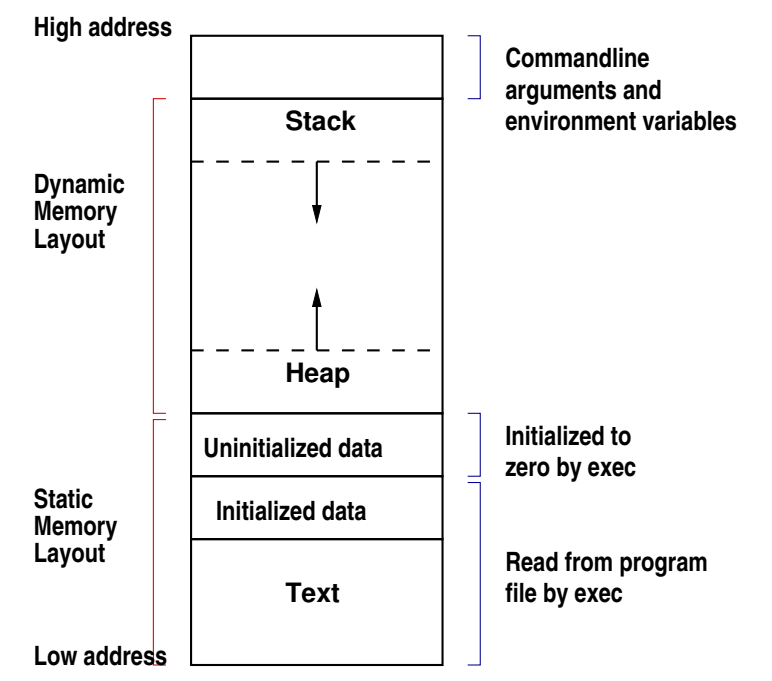 High address
Commandline
arguments and
environment variables
Stack
Dynamic
Memory
Layout
Heap
Uninitialized data
Initialized to
zero by exec
Initialized data
Static
Memory
Layout
Read from program
file by exec
Text
Low address